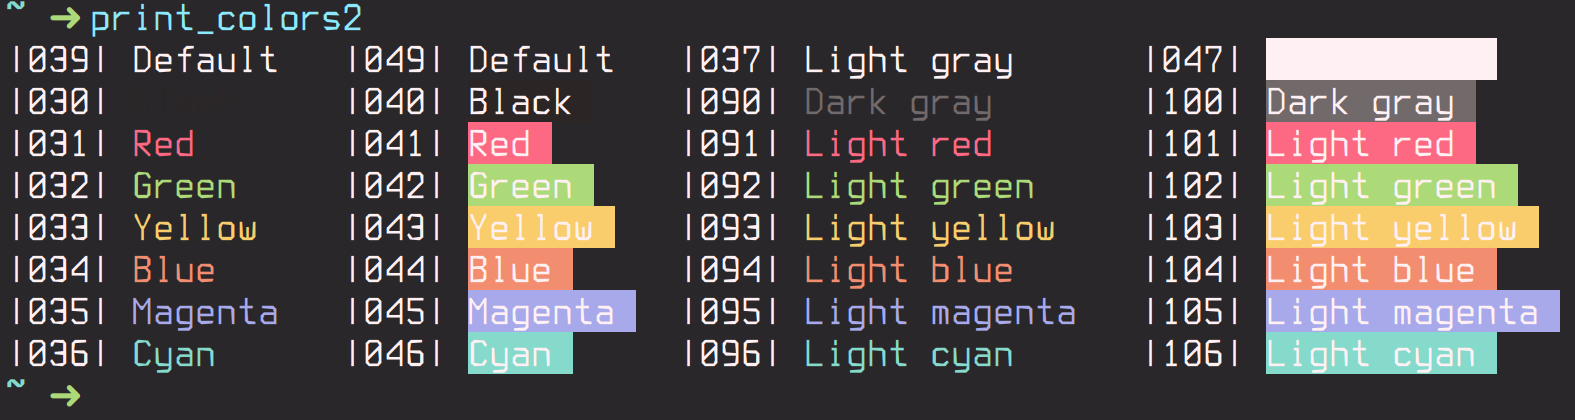 ~ ➜ print_colors2
|039| Default |049| Default |037| Light gray |047|
|030| |040| Black |090| Dark gray |100| Dark gray
|031| Red |041| Red |091| Light red |101| Light red
|032| Green |042| Green |092| Light green |102| Light green
|033| Yellow |043| Yellow |093| Light yellow |103| Light yellow
|034| Blue |044| Blue |094| Light blue |104| Light blue
|035| Magenta |045| Magenta |095| Light magenta |105| Light magenta
|036| Cyan |046| Cyan |096| Light cyan |106| Light cyan
~ ➜